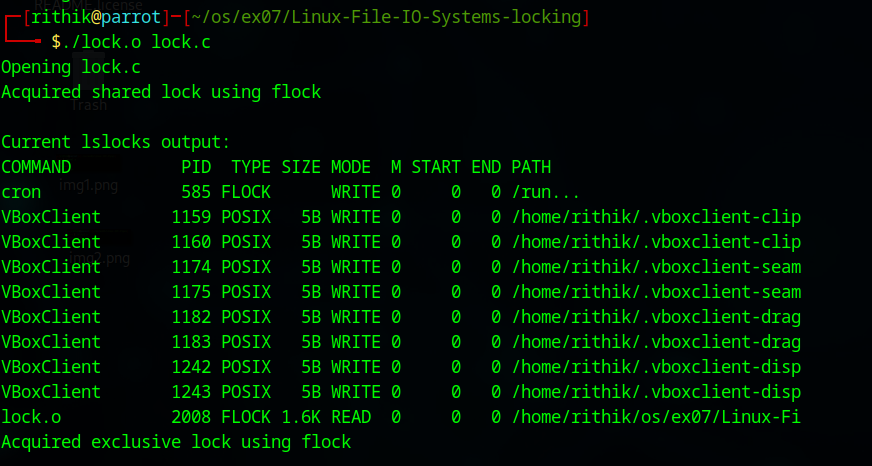 README license
┌─[rithik@parrot]─[~/os/ex07/Linux-File-IO-Systems-locking]
└──╼ $./lock.o lock.c
Opening lock.c
Acquired shared lock using flock
Trash
Current lslocks output:
COMMAND           PID  TYPE SIZE MODE  M START END PATH
img1.png
cron              585 FLOCK      WRITE 0     0   0 /run...
VBoxClient       1159 POSIX   5B WRITE 0     0   0 /home/rithik/.vboxclient-clip
VBoxClient       1160 POSIX   5B WRITE 0     0   0 /home/rithik/.vboxclient-clip
img2.png
VBoxClient       1174 POSIX   5B WRITE 0     0   0 /home/rithik/.vboxclient-seam
VBoxClient       1175 POSIX   5B WRITE 0     0   0 /home/rithik/.vboxclient-seam
VBoxClient       1182 POSIX   5B WRITE 0     0   0 /home/rithik/.vboxclient-drag
VBoxClient       1183 POSIX   5B WRITE 0     0   0 /home/rithik/.vboxclient-drag
VBoxClient       1242 POSIX   5B WRITE 0     0   0 /home/rithik/.vboxclient-disp
VBoxClient       1243 POSIX   5B WRITE 0     0   0 /home/rithik/.vboxclient-disp
lock.o           2008 FLOCK 1.6K READ  0     0   0 /home/rithik/os/ex07/Linux-Fi
Acquired exclusive lock using flock